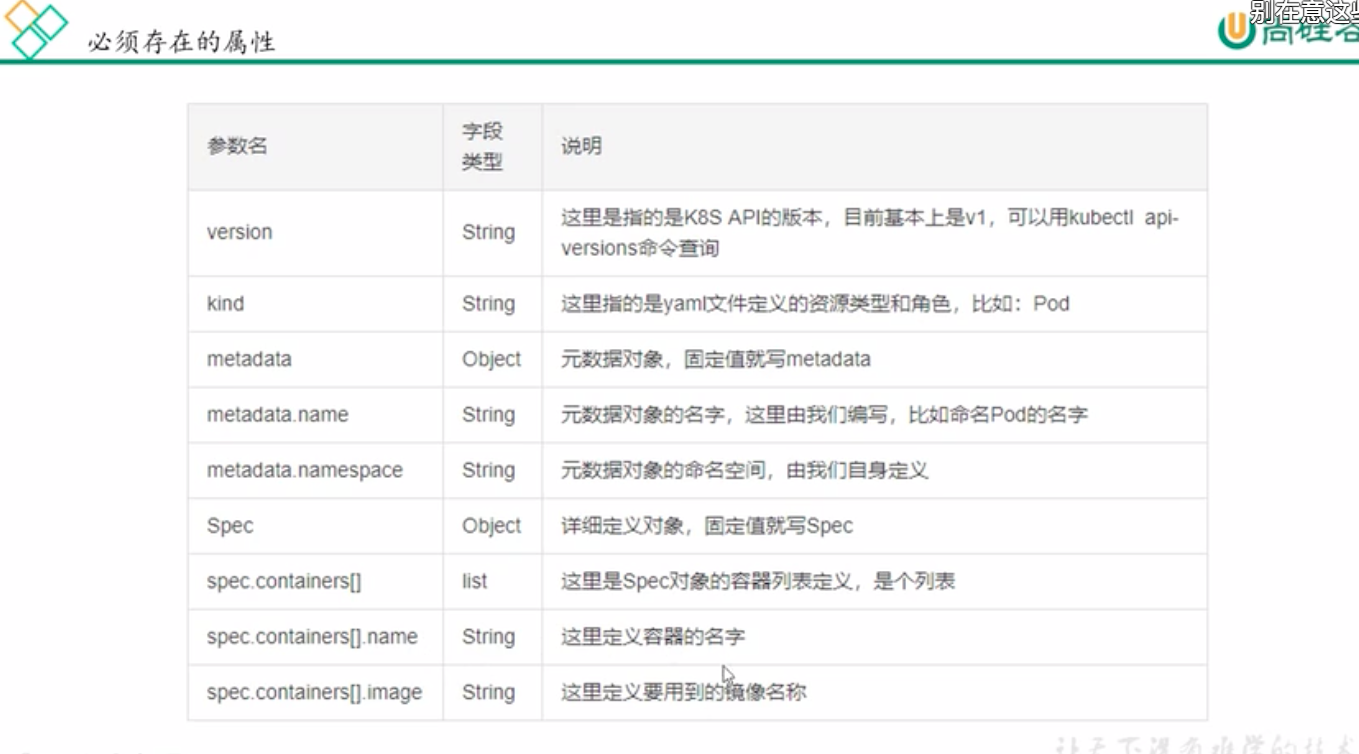 别在意这些
必须存在的属性
尚硅谷
参数名
字段
类型
说明
version
String
这里是指的是K8S API的版本，目前基本上是v1，可以用kubectl api-
versions命令查询
kind
String
这里指的是yaml文件定义的资源类型和角色，比如：Pod
metadata
Object
元数据对象，固定值就写metadata
metadata.name
String
元数据对象的名字，这里由我们编写，比如命名Pod的名字
metadata.namespace
String
元数据对象的命名空间，由我们自身定义
Spec
Object
详细定义对象，固定值就写Spec
spec.containers[]
list
这里是Spec对象的容器列表定义，是个列表
spec.containers[].name
String
这里定义容器的名字
spec.containers[].image
String
这里定义要用到的镜像名称
让天下没有难学的技术